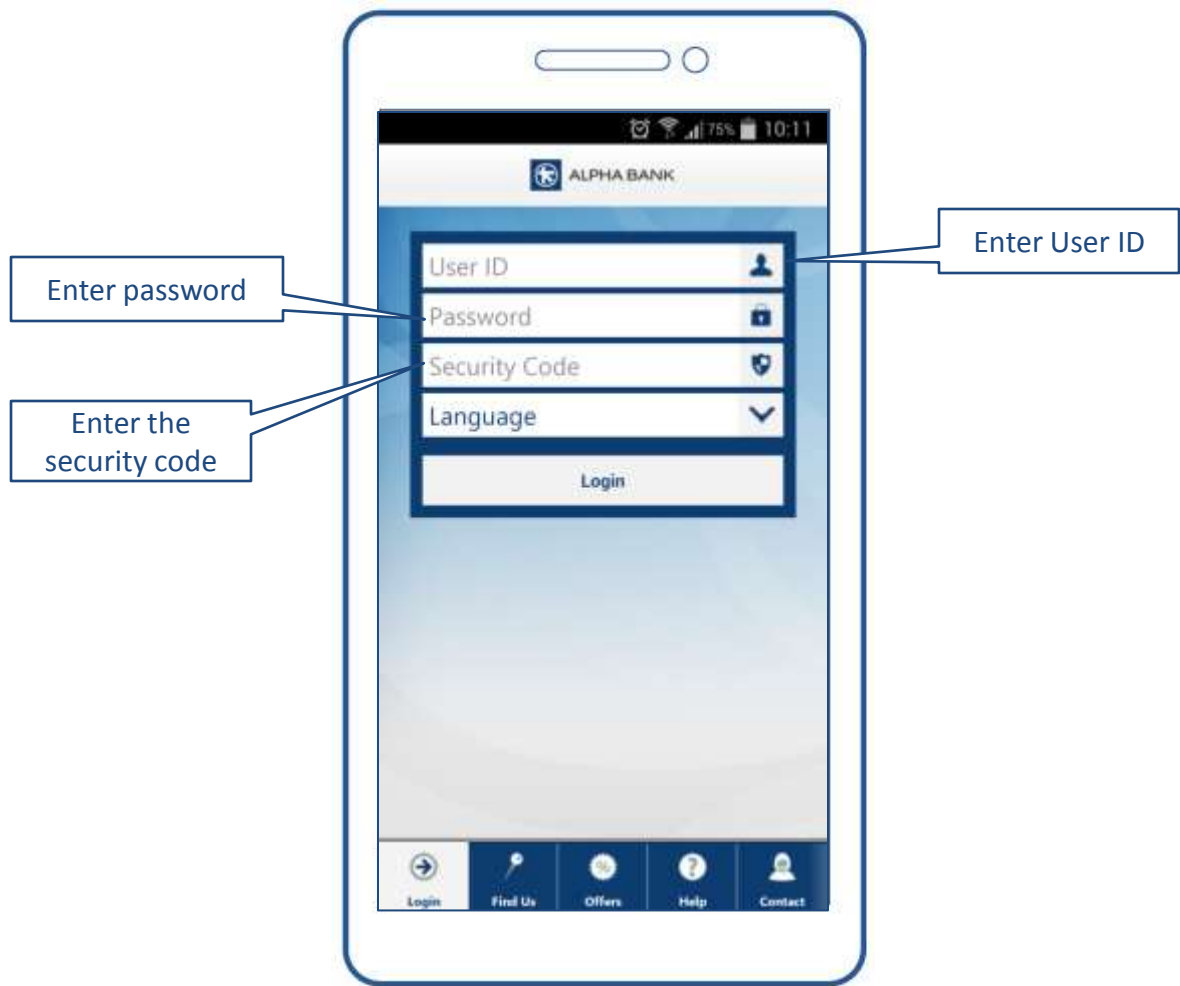 75% 10:11
ALPHA BANK
Enter User ID
User ID
Enter password
Password
Security Code
Enter the
security code
Language
Login
Login
Find Us
Offers
Help
Contact